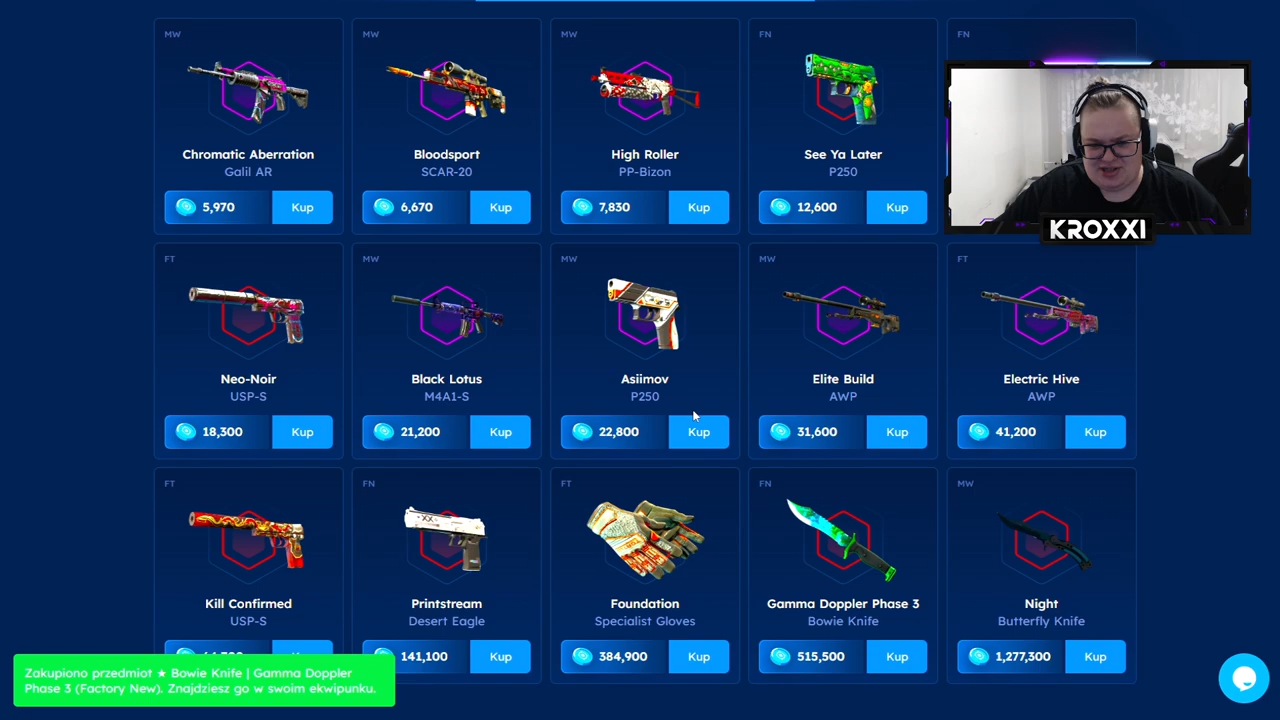 MW
MW
MW
FN
FN
Chromatic Aberration
Bloodsport
High Roller
See Ya Later
Galil AR
SCAR-20
PP-Bizon
P250
5,970
Kup
6,670
Kup
7,830
Kup
12,600
Kup
KROXXI
FT
MW
MW
MW
FT
Neo-Noir
Black Lotus
Asiimov
Elite Build
Electric Hive
USP-S
M4A1-S
P250
AWP
AWP
18,300
Kup
21,200
Kup
22,800
Kup
31,600
Kup
41,200
Kup
FT
FN
FT
FN
MW
Kill Confirmed
Printstream
Foundation
Gamma Doppler Phase 3
Night
USP-S
Desert Eagle
Specialist Gloves
Bowie Knife
Butterfly Knife
141,100
Kup
384,900
Kup
515,500
Kup
1,277,300
Kup
Zakupiono przedmiot ★ Bowie Knife | Gamma Doppler
Phase 3 (Factory New). Znajdziesz go w swoim ekwipunku.